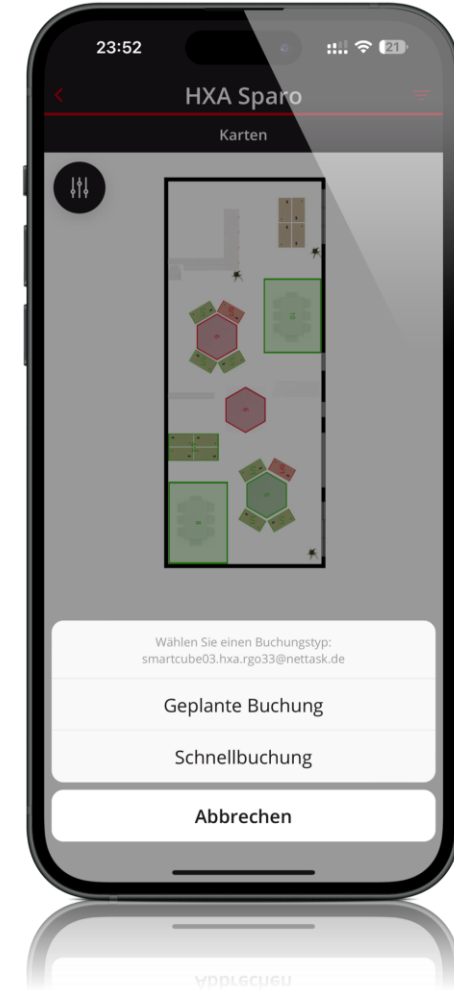 23:52
21
HXA Sparo
Karten
Wählen Sie einen Buchungstyp:
smartcube03.hxa.rgo33@nettask.de
Geplante Buchung
Schnellbuchung
Abbrechen
Abbrechen